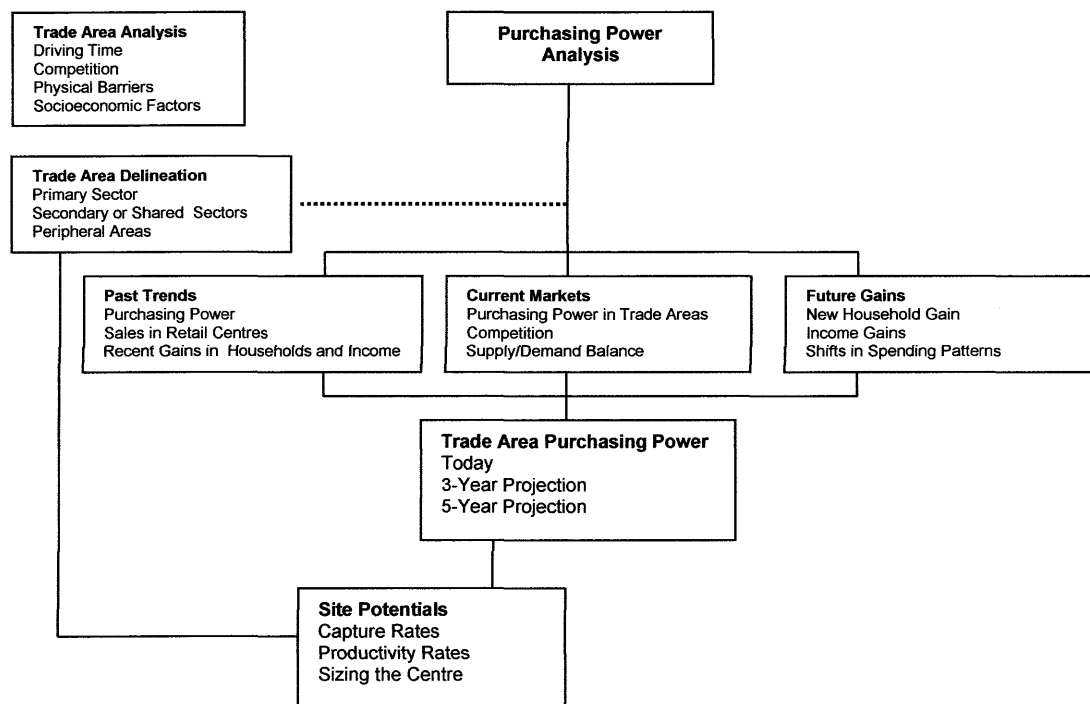 Trade Area Analysis
Driving Time
Competition
Physical Barriers
Socioeconomic Factors
Purchasing Power
Analysis
Trade Area Delineation
Primary Sector
Secondary or Shared Sectors
Peripheral Areas
Past Trends
Purchasing Power
Sales in Retail Centres
Recent Gains in Households and Income
Current Markets
Purchasing Power in Trade Areas
Competition
Supply/Demand Balance
Future Gains
New Household Gain
Income Gains
Shifts in Spending Patterns
Trade Area Purchasing Power
Today
3-Year Projection
5-Year Projection
Site Potentials
Capture Rates
Productivity Rates
Sizing the Centre